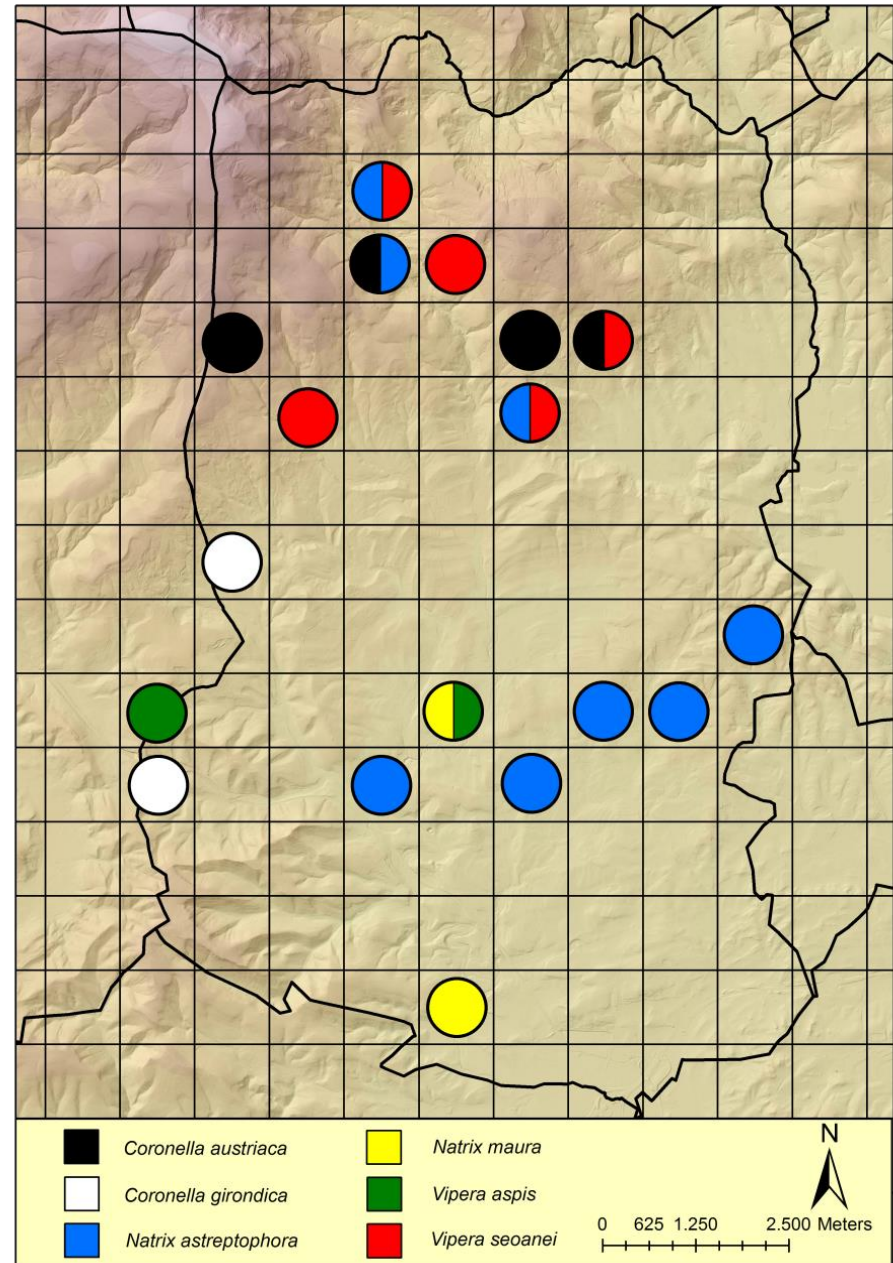 N
Coronella austriaca
Coronella girondica
Natrix astreptophora
Natrix maura
Vipera aspis
Vipera seoanei
0 625 1.250 2.500 Meters